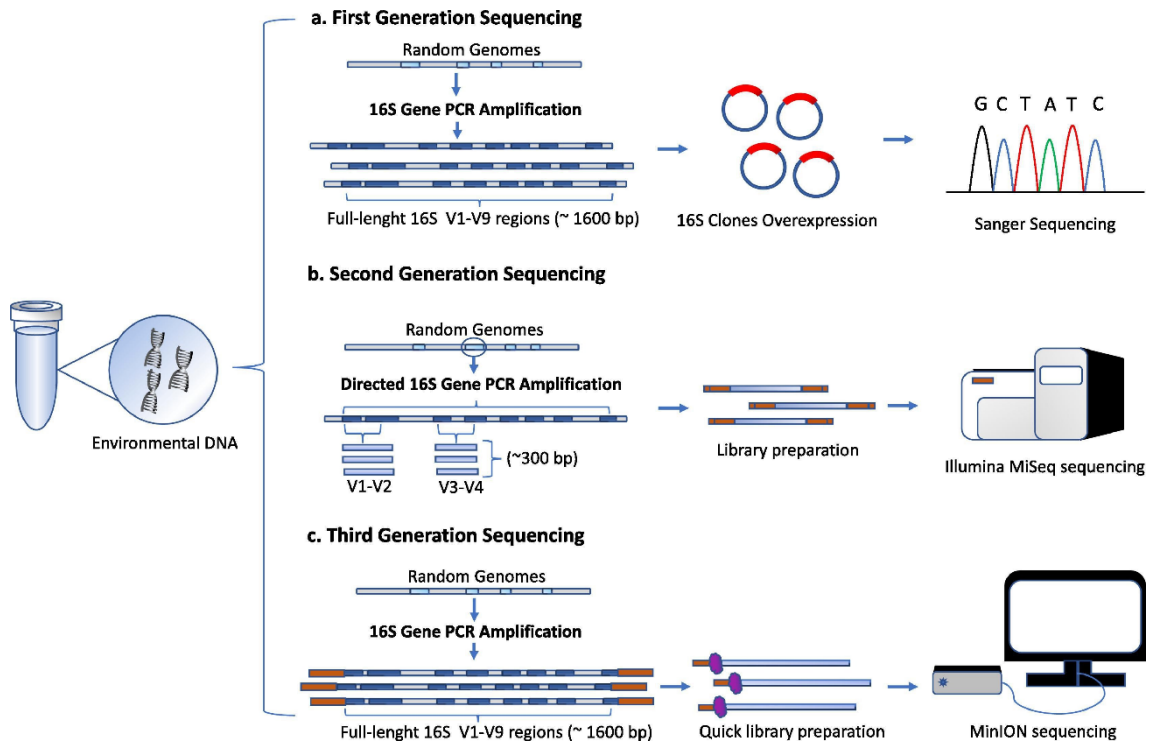 a. First Generation Sequencing
Random Genomes
16S Gene PCR Amplification
Full-lenght 16S V1-V9 regions (~ 1600 bp)
16S Clones Overexpression
G C T A T C
Sanger Sequencing
Environmental DNA
b. Second Generation Sequencing
Random Genomes
Directed 16S Gene PCR Amplification
(~300 bp)
V1-V2
V3-V4
Library preparation
Illumina MiSeq sequencing
c. Third Generation Sequencing
Random Genomes
16S Gene PCR Amplification
Full-lenght 16S V1-V9 regions (~ 1600 bp)
Quick library preparation
MinION sequencing